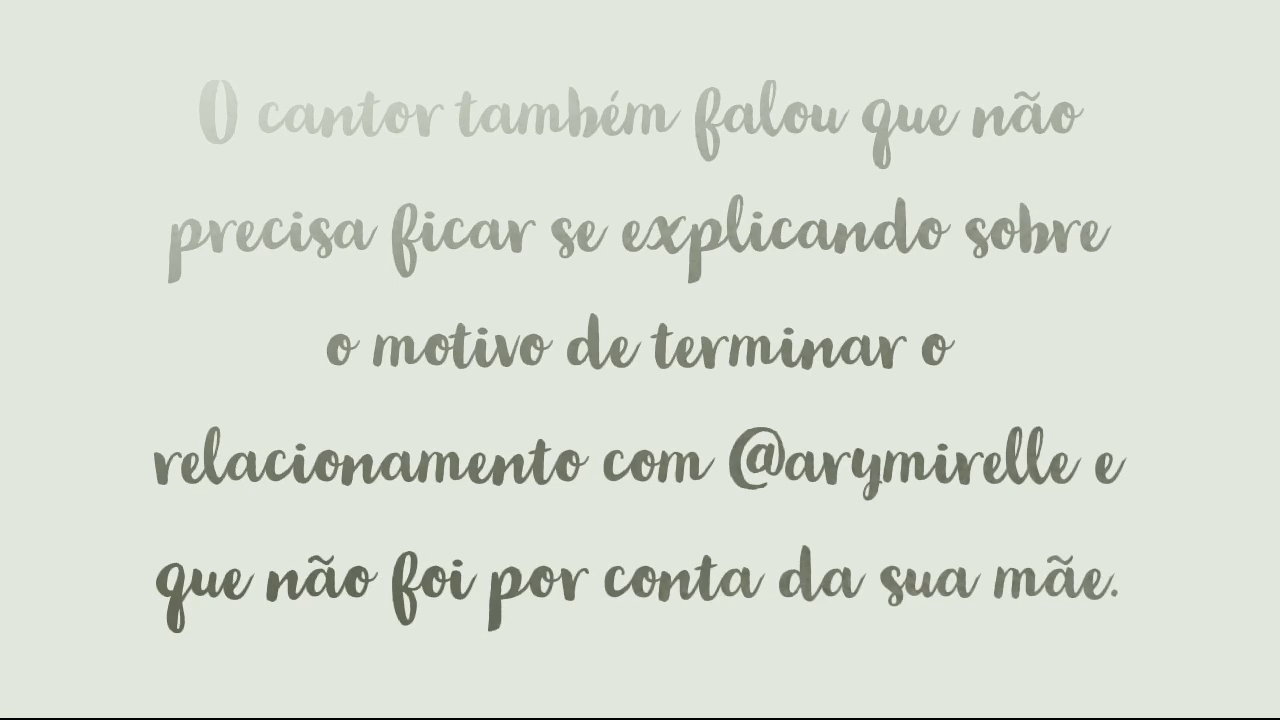 O cantor também falou que não
precisa ficar se explicando sobre
o motivo de terminar o
relacionamento com @arymirelle e
que não foi por conta da sua mãe.